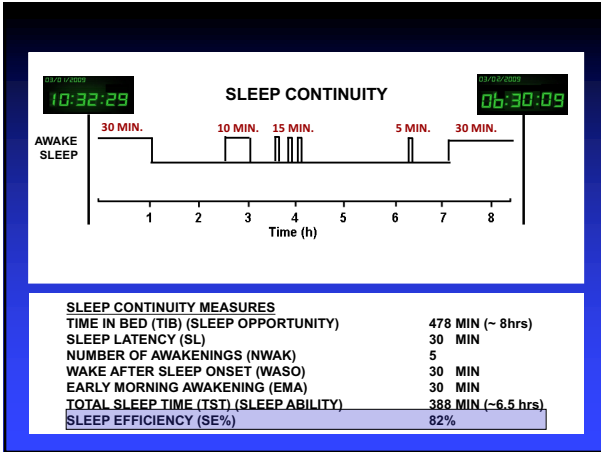 03/01/2009
10:32:29
SLEEP CONTINUITY
03/02/2009
06:30:09
30 MIN.
10 MIN.
15 MIN.
5 MIN.
30 MIN.
AWAKE
SLEEP
1 2 3 4 5 6 7 8
Time (h)
SLEEP CONTINUITY MEASURES
TIME IN BED (TIB) (SLEEP OPPORTUNITY) 478 MIN (~ 8hrs)
SLEEP LATENCY (SL) 30 MIN
NUMBER OF AWAKENINGS (NWAK) 5
WAKE AFTER SLEEP ONSET (WASO) 30 MIN
EARLY MORNING AWAKENING (EMA) 30 MIN
TOTAL SLEEP TIME (TST) (SLEEP ABILITY) 388 MIN (~6.5 hrs)
SLEEP EFFICIENCY (SE%) 82%